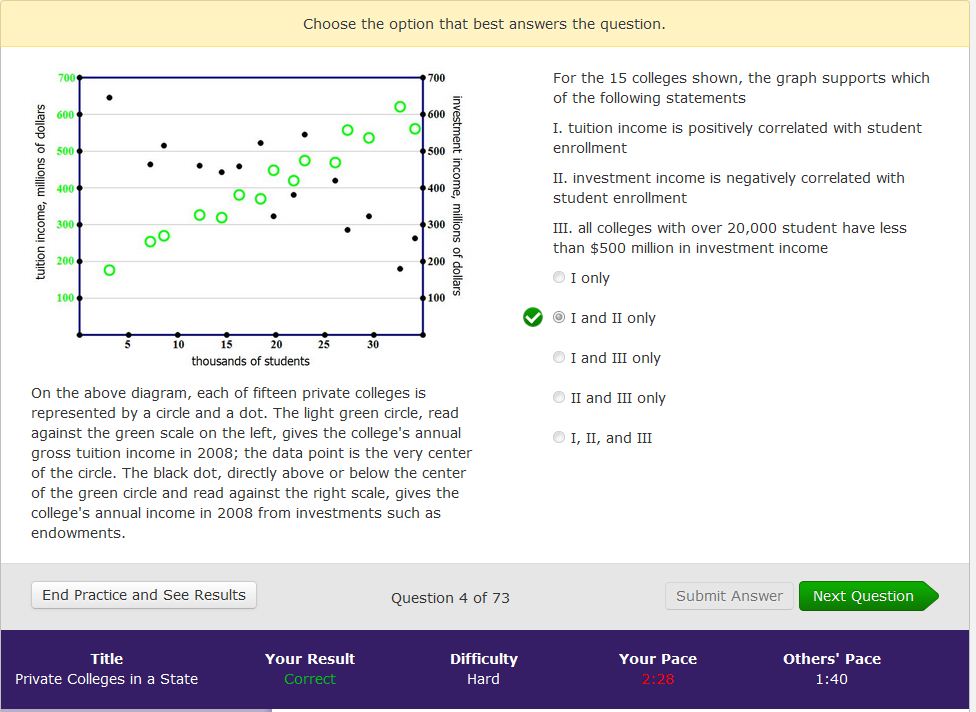 Choose the option that best answers the question.
700
600
500
400
300
200
100
tuition income, millions of dollars
700
600
500
400
300
200
100
investment income, millions of dollars
5 10 15 20 25 30
thousands of students
On the above diagram, each of fifteen private colleges is
represented by a circle and a dot. The light green circle, read
against the green scale on the left, gives the college's annual
gross tuition income in 2008; the data point is the very center
of the circle. The black dot, directly above or below the center
of the green circle and read against the right scale, gives the
college's annual income in 2008 from investments such as
endowments.
For the 15 colleges shown, the graph supports which
of the following statements
I. tuition income is positively correlated with student
enrollment
II. investment income is negatively correlated with
student enrollment
III. all colleges with over 20,000 student have less
than $500 million in investment income
I only
I and II only
I and III only
II and III only
I, II, and III
End Practice and See Results
Question 4 of 73
Submit Answer
Next Question
Title
Private Colleges in a State
Your Result
Correct
Difficulty
Hard
Your Pace
2:28
Others' Pace
1:40